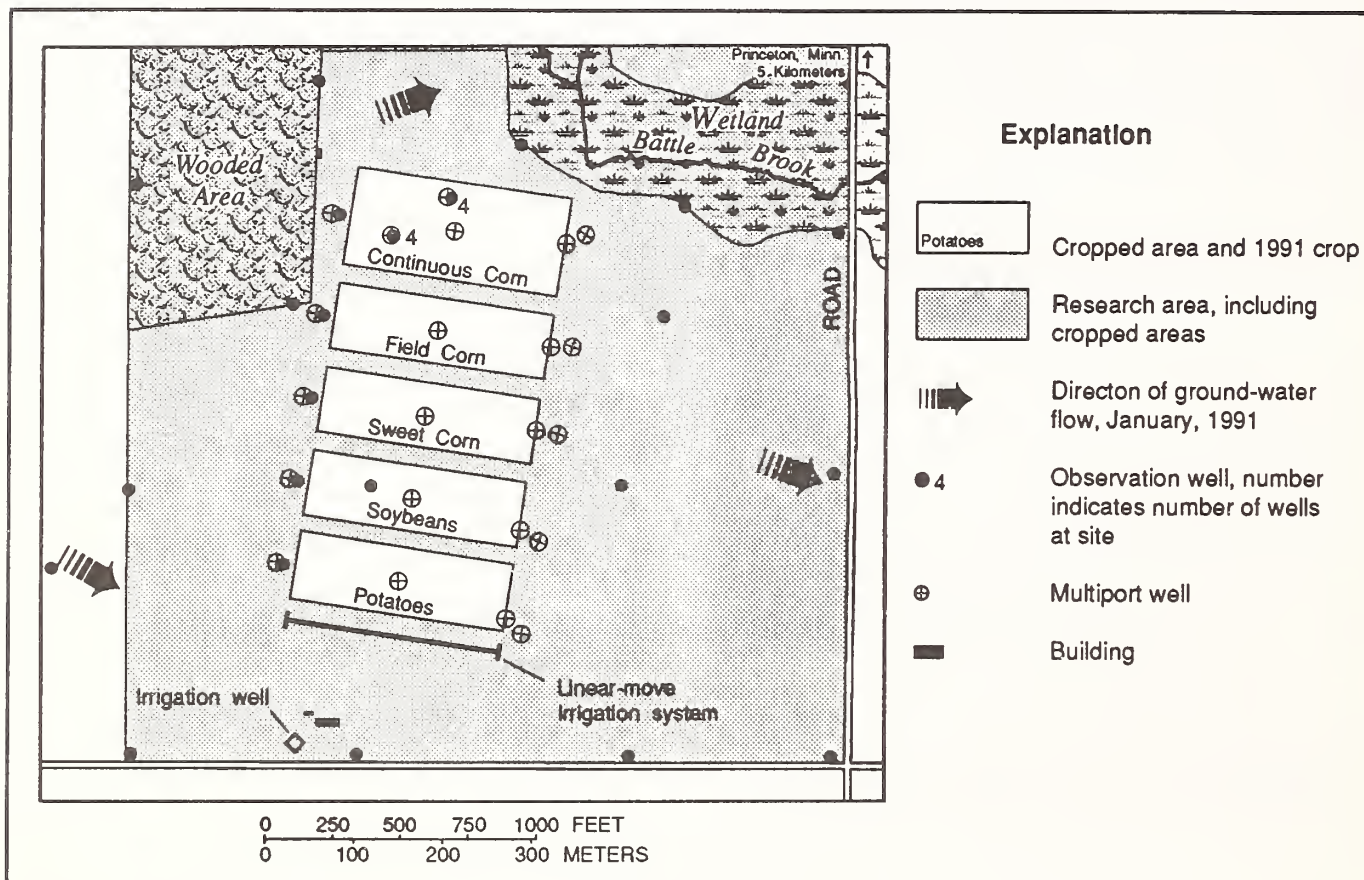 Princeton, Minn.
5 Kilometers
Wetland
Battle Brook
Wooded
Area
4
4
Continuous Corn
Field Corn
Sweet Corn
Soybeans
Potatoes
ROAD
Irrigation well
Linear-move
Irrigation system
0 250 500 750 1000 FEET
0 100 200 300 METERS
Explanation
Potatoes
Cropped area and 1991 crop
Research area, including
cropped areas
Directon of ground-water
flow, January, 1991
4
Observation well, number
indicates number of wells
at site
Multiport well
Building